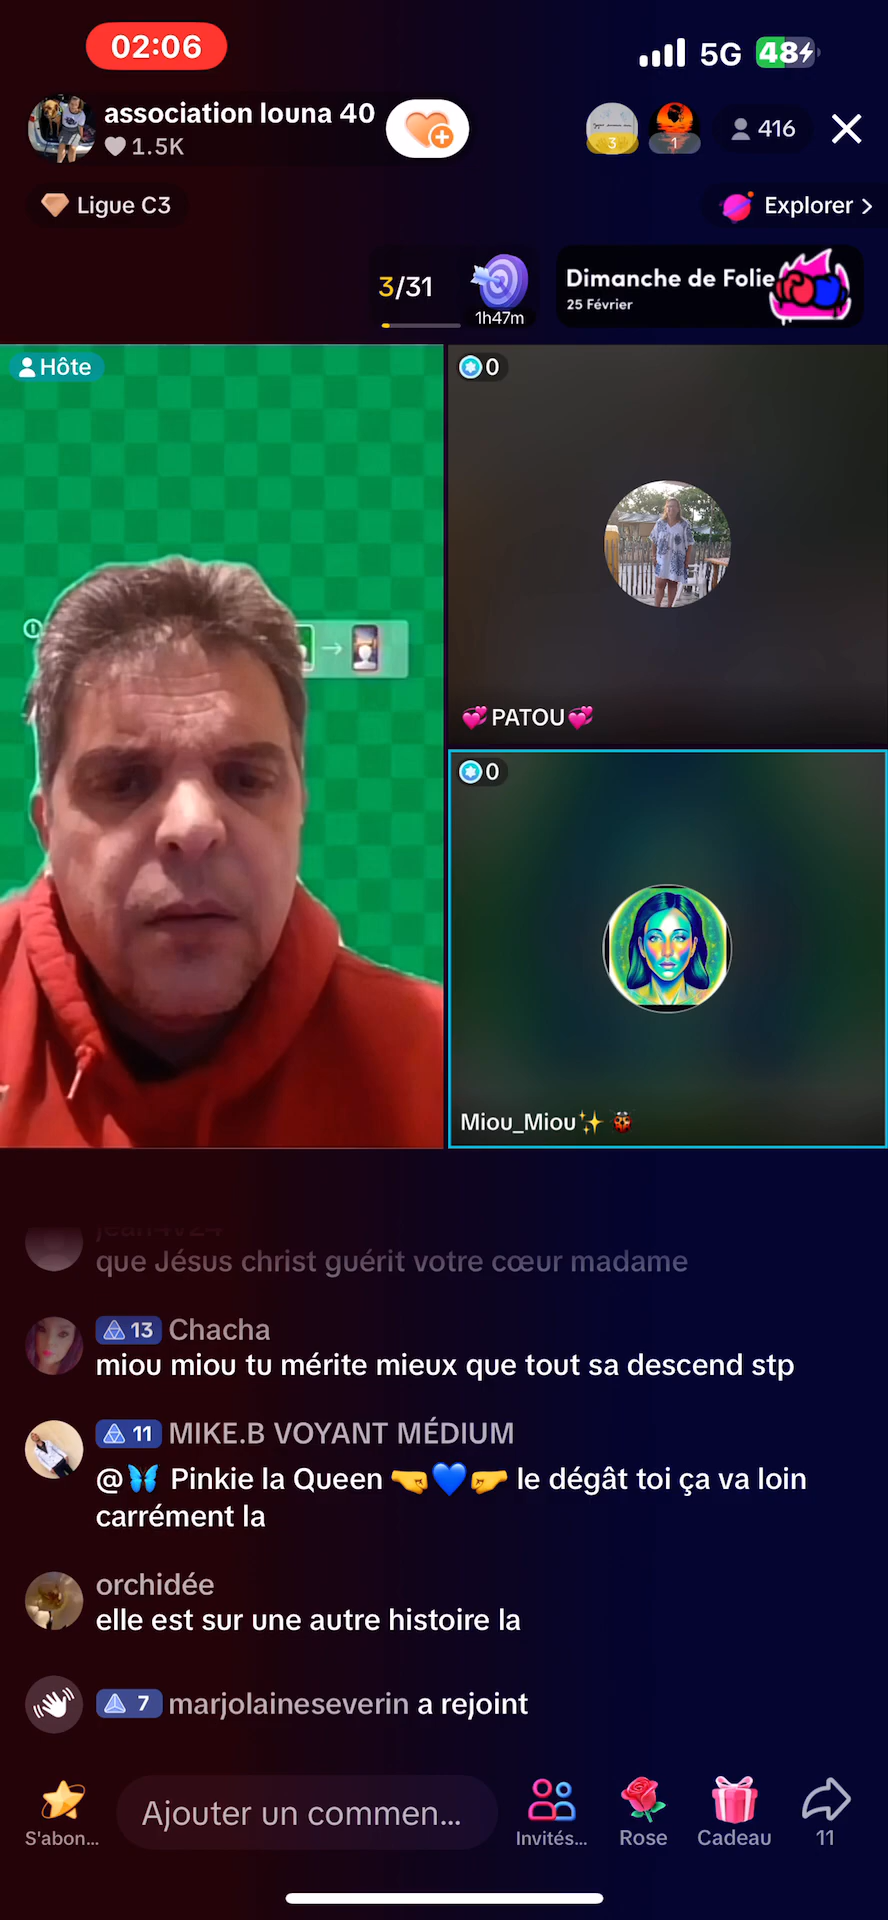 02:06
5G
48
association louna 40
1.5K
3
1
416
Ligue C3
Explorer >
3/31
1h47m
Dimanche de Folie
25 Février
Hôte
0
PATOU
0
Miou_Miou
que Jésus christ guérit votre cœur madame
13 Chacha
miou miou tu mérite mieux que tout sa descend stp
11 MIKE.B VOYANT MÉDIUM
@🦋 Pinkie la Queen 🤜💙🤛 le dégât toi ça va loin
carrément la
orchidée
elle est sur une autre histoire la
7 marjolaineseverin a rejoint
Ajouter un commen...
S'abon...
Invités...
Rose
Cadeau
11